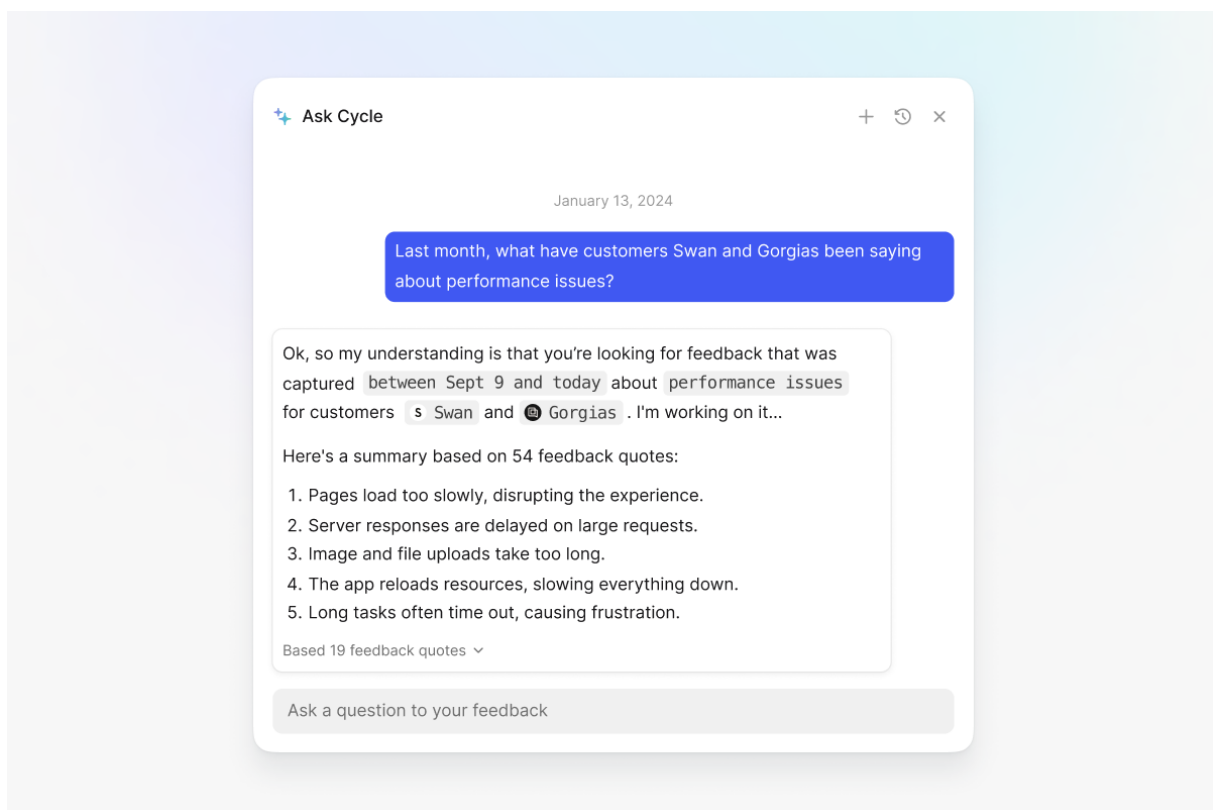 Ask Cycle
January 13, 2024
Last month, what have customers Swan and Gorgias been saying
about performance issues?
Ok, so my understanding is that you’re looking for feedback that was
captured between Sept 9 and today about performance issues
for customers S Swan and Gorgias . I'm working on it...
Here's a summary based on 54 feedback quotes:
1. Pages load too slowly, disrupting the experience.
2. Server responses are delayed on large requests.
3. Image and file uploads take too long.
4. The app reloads resources, slowing everything down.
5. Long tasks often time out, causing frustration.
Based 19 feedback quotes
Ask a question to your feedback